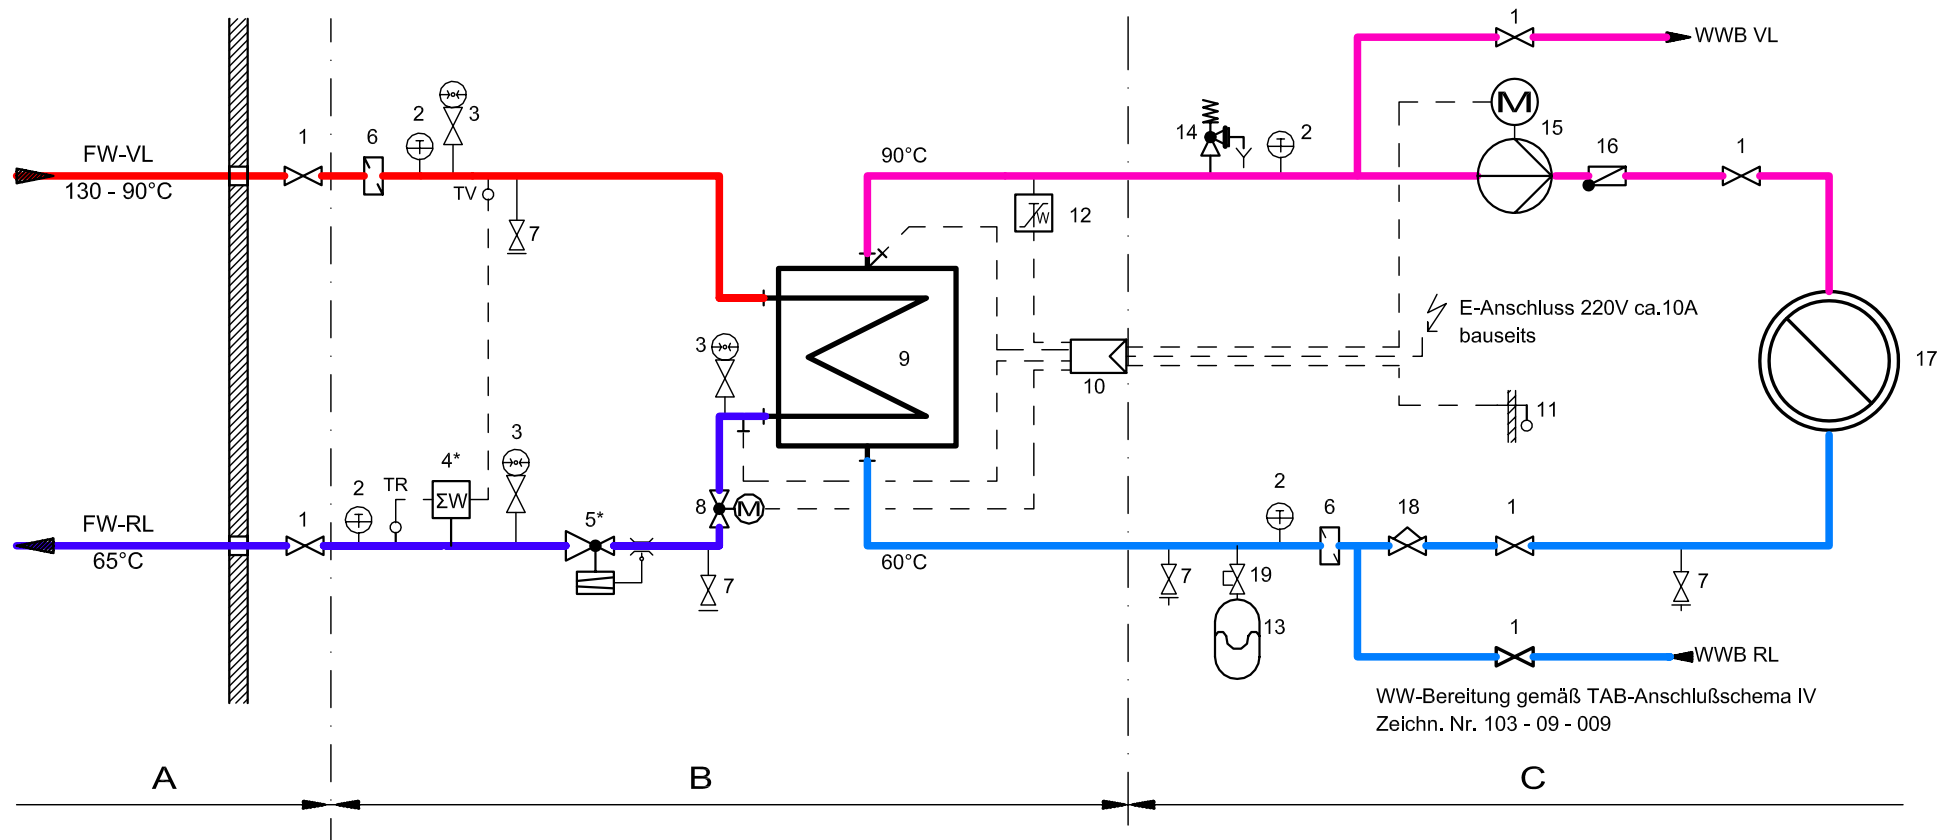 1
WWB VL
2
3
M
15
1
6
14
2
16
1
FW-VL
90°C
130 - 90°C
TV
12
W
7
E-Anschluss 220V ca.10A
bauseits
3
9
17
10
11
3
4*
TR
2
ΣW
2
8
M
6
18
1
FW-RL
1
5*
65°C
60°C
7
7
19
7
13
1
WWB RL
WW-Bereitung gemäß TAB-Anschlußschema IV
Zeichn. Nr. 103 - 09 - 009
A
B
C